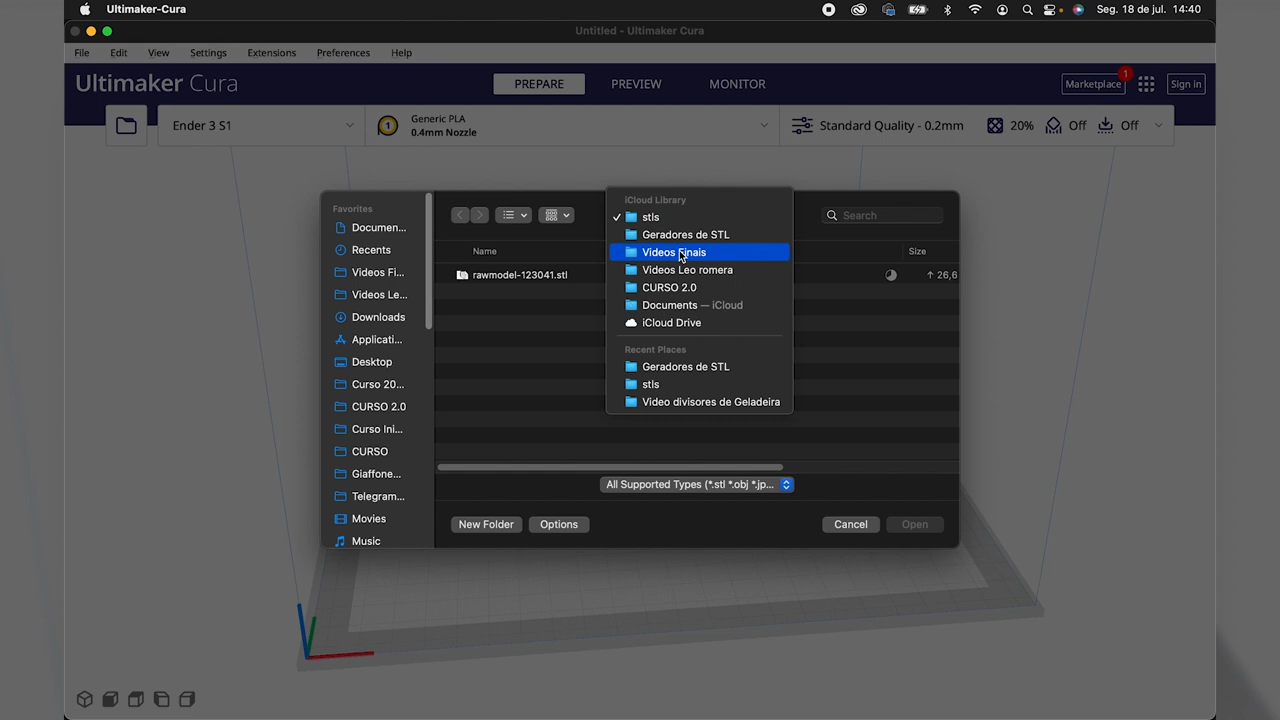 Ultimaker-Cura
Seg. 18 de jul. 14:40
Untitled - Ultimaker Cura
File Edit View Settings Extensions Preferences Help
Ultimaker Cura
PREPARE PREVIEW MONITOR
Marketplace 1
Sign in
Ender 3 S1
1 Generic PLA
0.4mm Nozzle
Standard Quality - 0.2mm 20% Off Off
Favorites
Documen...
Recents
Videos Fi...
Videos Le...
Downloads
Applicati...
Desktop
Curso 20...
CURSO 2.0
Curso Ini...
CURSO
Giaffone...
Telegram...
Movies
Music
Search
Name Size
rawmodel-123041.stl 26,6
iCloud Library
stls
Geradores de STL
Videos Finais
Videos Leo romera
CURSO 2.0
Documents — iCloud
iCloud Drive
Recent Places
Geradores de STL
stls
Video divisores de Geladeira
All Supported Types (*.stl *.obj *.jp...
New Folder Options Cancel Open